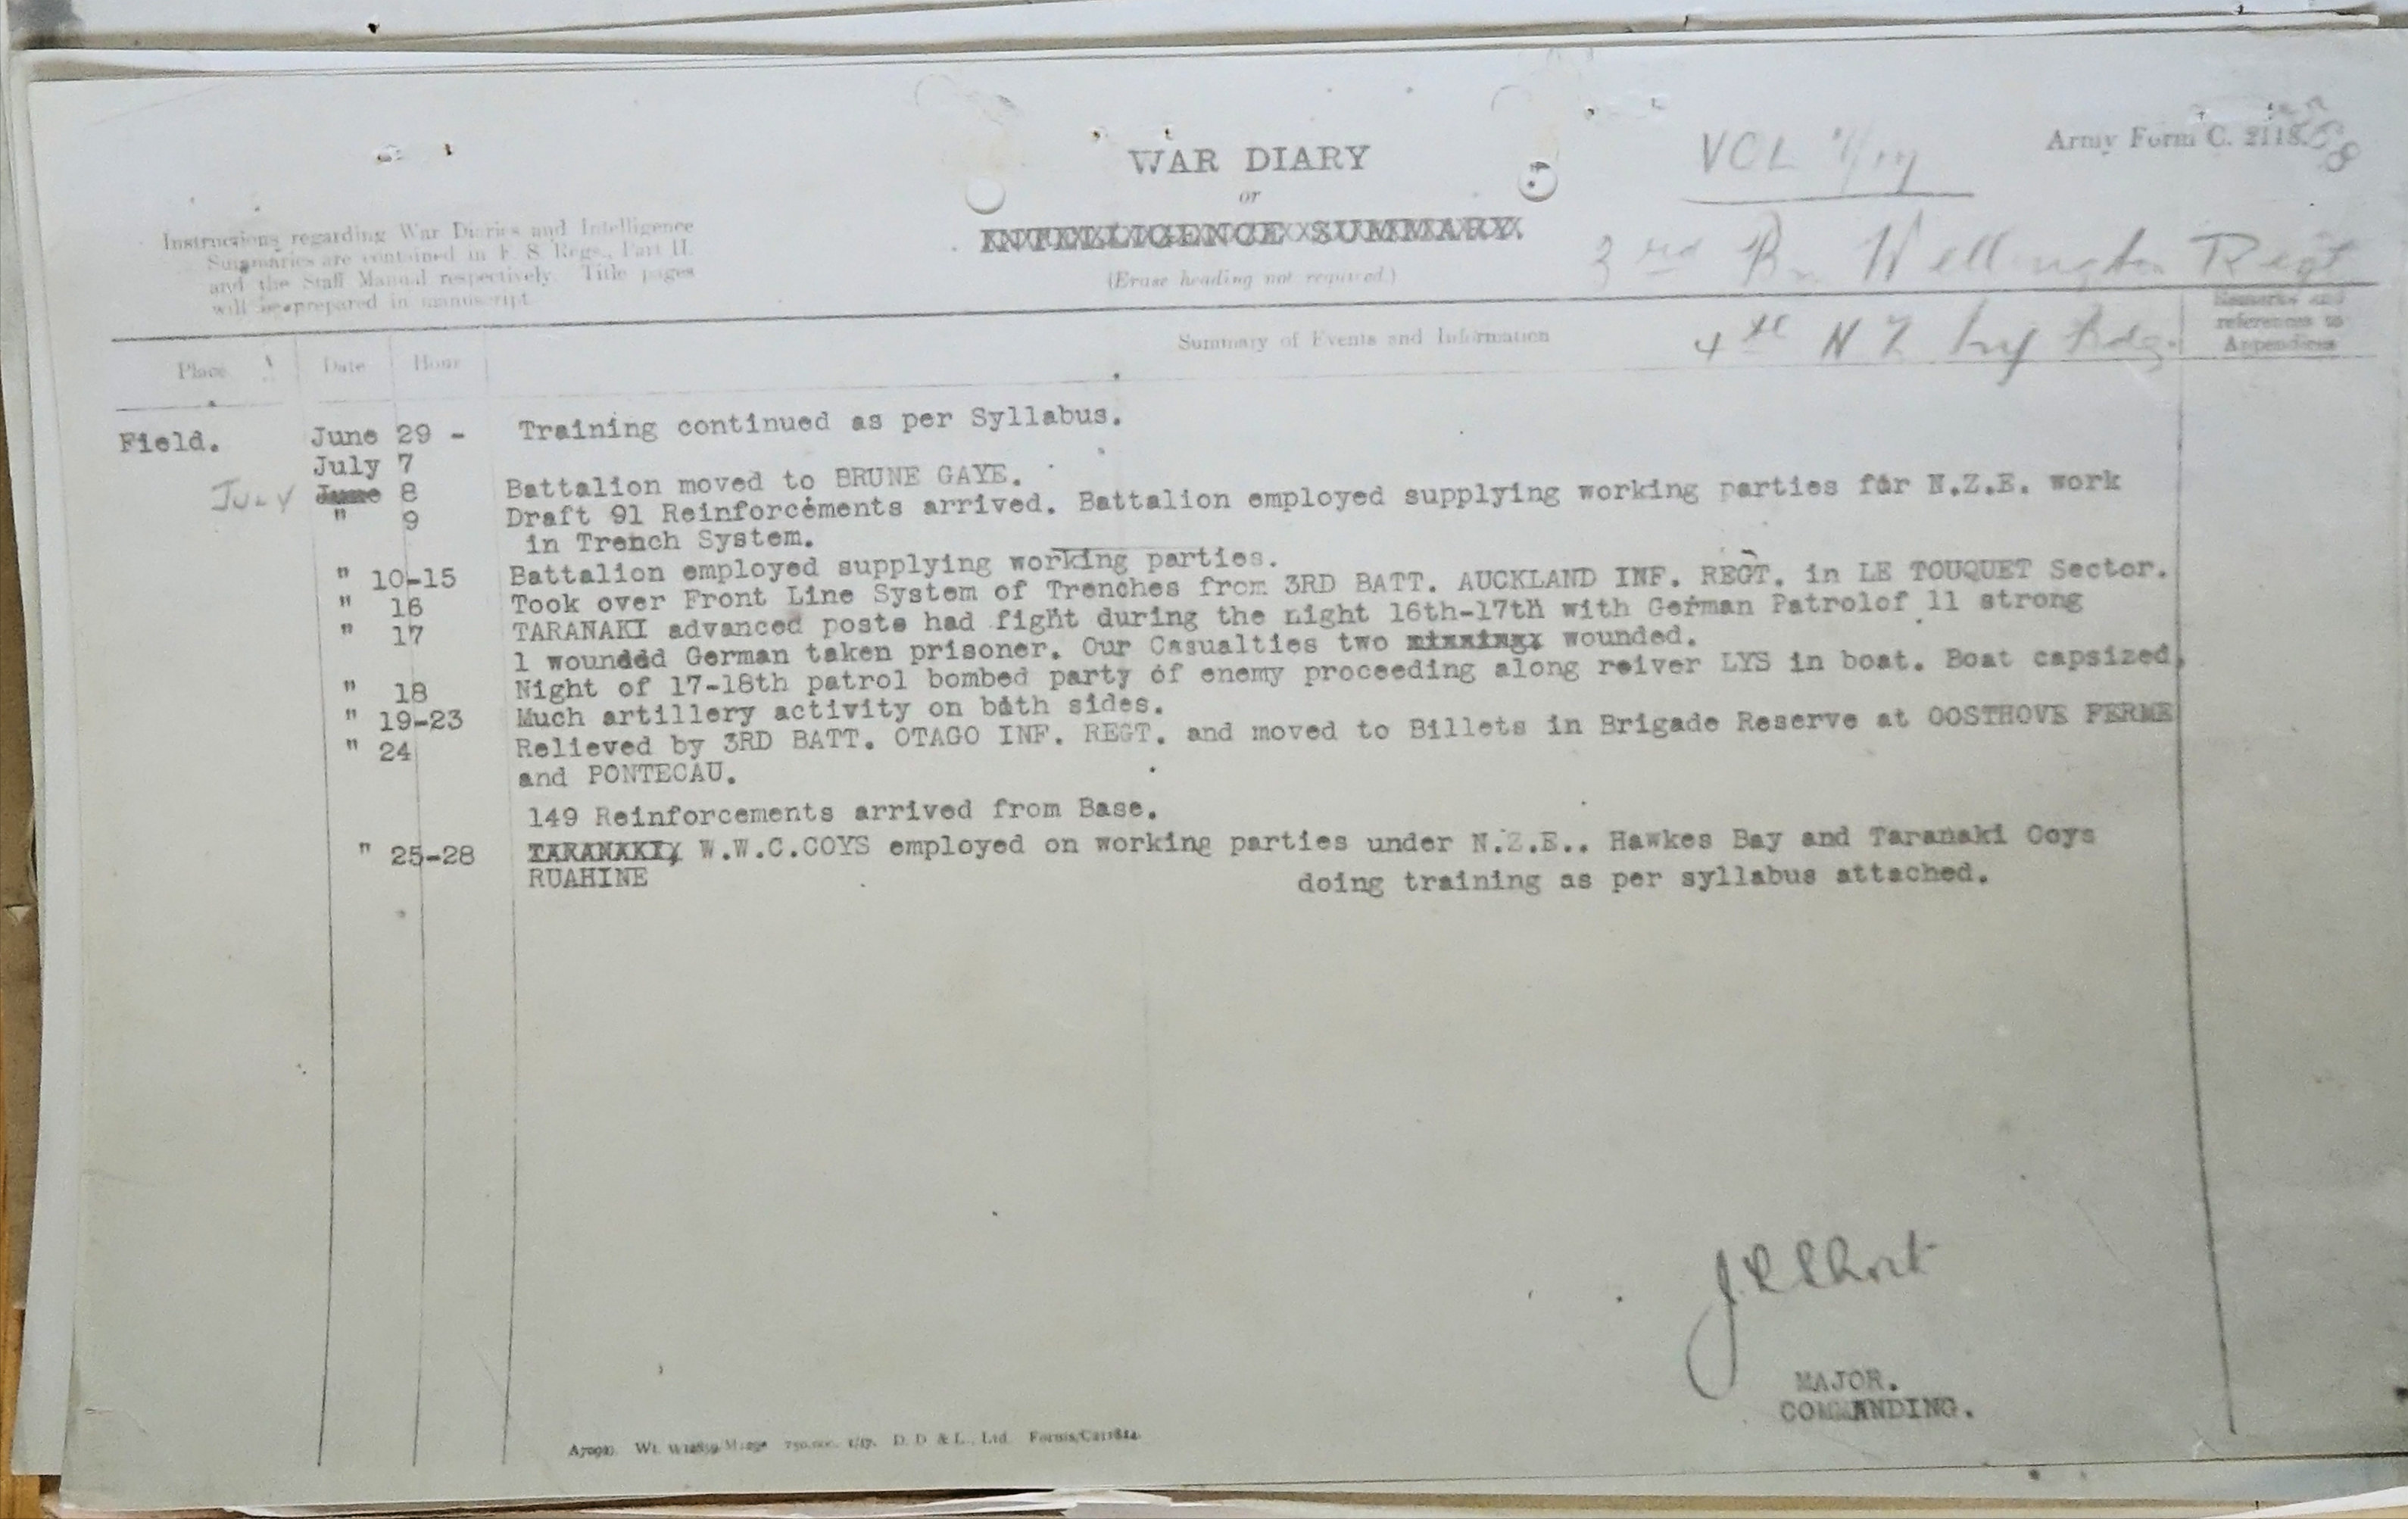 Army Form C. 2118.
WAR DIARY
or
INTELLIGENCE SUMMARY.
(Erase heading not required.)
Instructions regarding War Diaries and Intelligence
Summaries are contained in F. S. Regs., Part II.
and the Staff Manual respectively. Title pages
will be prepared in manuscript.
VOL
3rd Bn Wellington Regt
4th N Z Inf Bdg.
Place Date Hour Summary of Events and Information
Remarks and
references to
Appendices
Field. June 29 - Training continued as per Syllabus.
July 7
JULY June 8 Battalion moved to BRUNE GAYE.
" 9 Draft 91 Reinforcements arrived. Battalion employed supplying working parties for N.Z.E. work
in Trench System.
" 10-15 Battalion employed supplying working parties.
" 16 Took over Front Line System of Trenches from 3RD BATT. AUCKLAND INF. REGT. in LE TOUQUET Sector.
" 17 TARANAKI advanced posts had fight during the night 16th-17th with German Patrolof 11 strong
1 wounded German taken prisoner. Our Casualties two missing wounded.
" 18 Night of 17-18th patrol bombed party of enemy proceeding along reiver LYS in boat. Boat capsized.
" 19-23 Much artillery activity on both sides.
" 24 Relieved by 3RD BATT. OTAGO INF. REGT. and moved to Billets in Brigade Reserve at OOSTHOVE FERME
and PONTECAU.
149 Reinforcements arrived from Base.
" 25-28 TARANAKI, W.W.C.COYS employed on working parties under N.Z.E.. Hawkes Bay and Taranaki Coys
RUAHINE doing training as per syllabus attached.
MAJOR.
COMMANDING.
D. D. & L., Ltd.